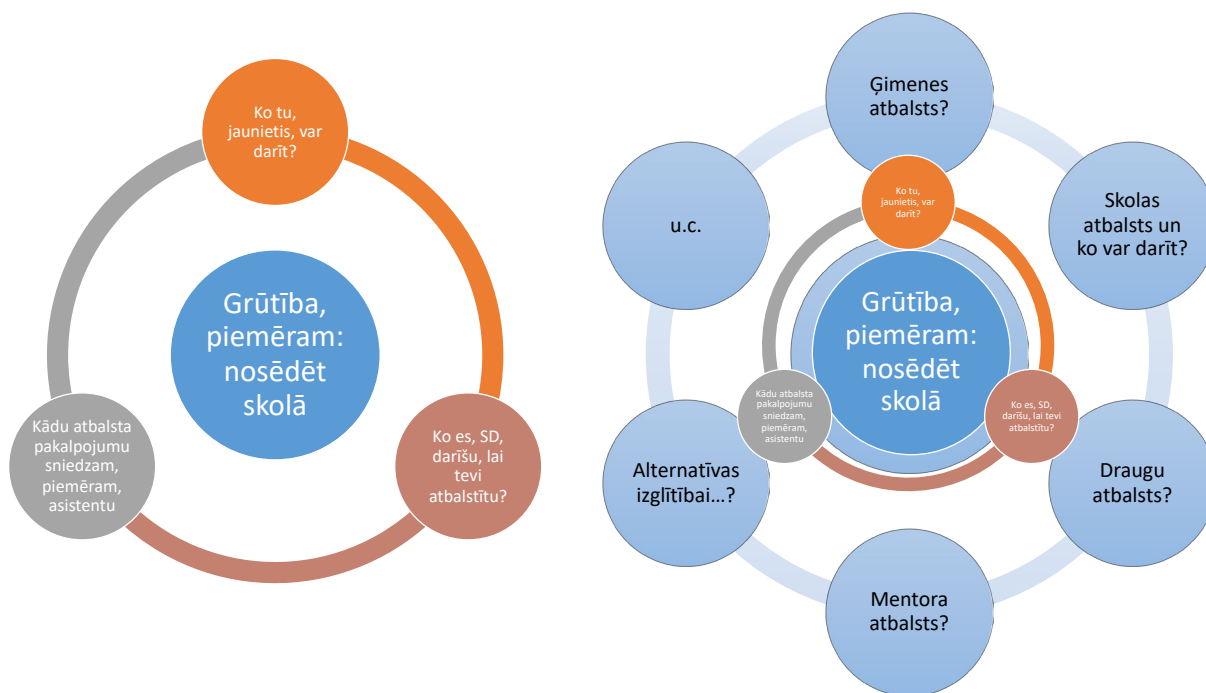 Ko tu,
jaunietis, var
darīt?
Grūtība,
piemēram:
nosēdēt
skolā
Kādu atbalsta
pakalpojumu
sniedzam,
piemēram,
asistentu
Ko es, SD,
darīšu, lai
tevi
atbalstītu?
Ģimenes
atbalsts?
u.c.
Ko tu,
jaunietis, var
darīt?
Skolas
atbalsts un
ko var darīt?
Grūtība,
piemēram:
nosēdēt
skolā
Kādu atbalsta
pakalpojumu
sniedzam,
piemēram,
asistentu
Ko es, SD,
darīšu, lai tevi
atbalstītu?
Alternatīvas
izglītībai...?
Draugu
atbalsts?
Mentora
atbalsts?